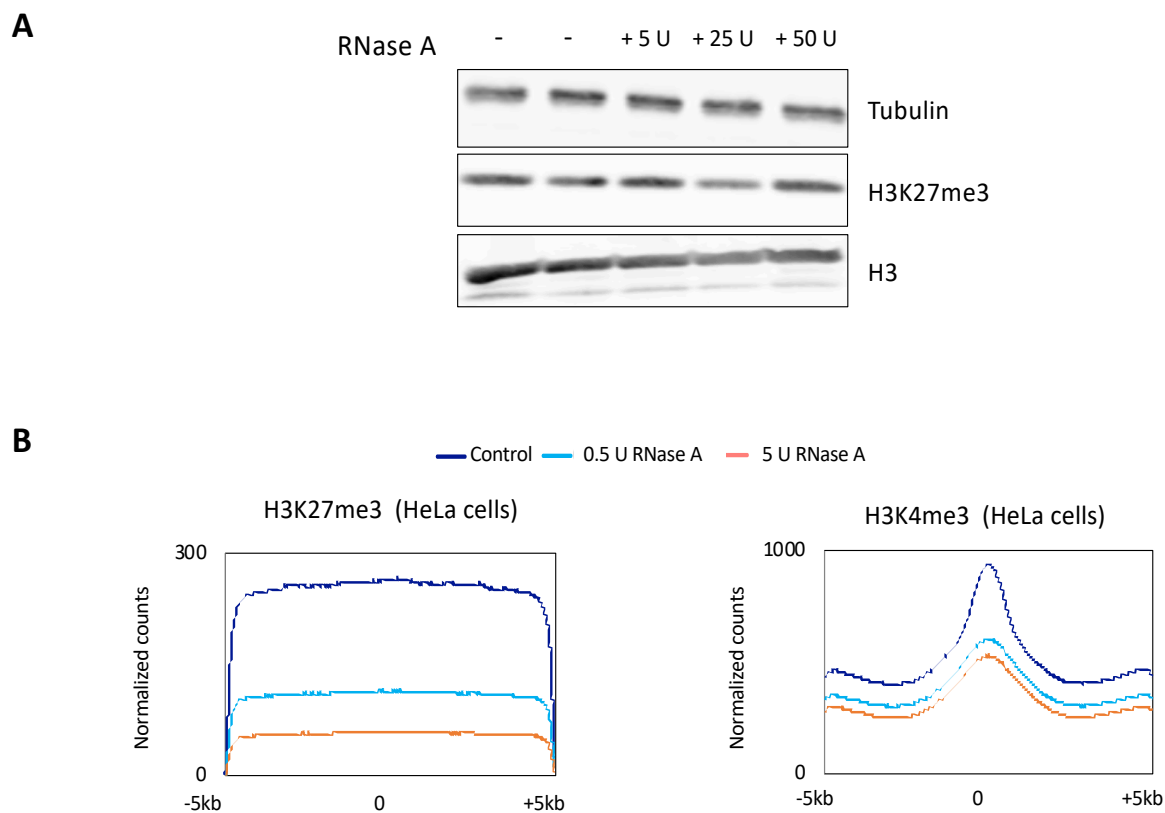 A
RNase A - - + 5 U + 25 U + 50 U
Tubulin
H3K27me3
H3
B
Control 0.5 U RNase A 5 U RNase A
H3K27me3 (HeLa cells)
300
Normalized counts
0
-5kb 0 +5kb
H3K4me3 (HeLa cells)
1000
Normalized counts
0
-5kb 0 +5kb